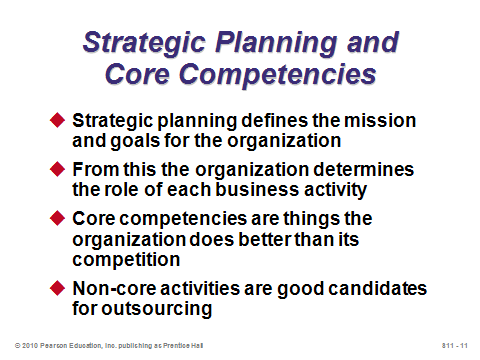 Strategic Planning and
Core Competencies
Strategic planning defines the mission
and goals for the organization
From this the organization determines
the role of each business activity
Core competencies are things the
organization does better than its
competition
Non-core activities are good candidates
for outsourcing
© 2010 Pearson Education, Inc. publishing as Prentice Hall
S11 - 11